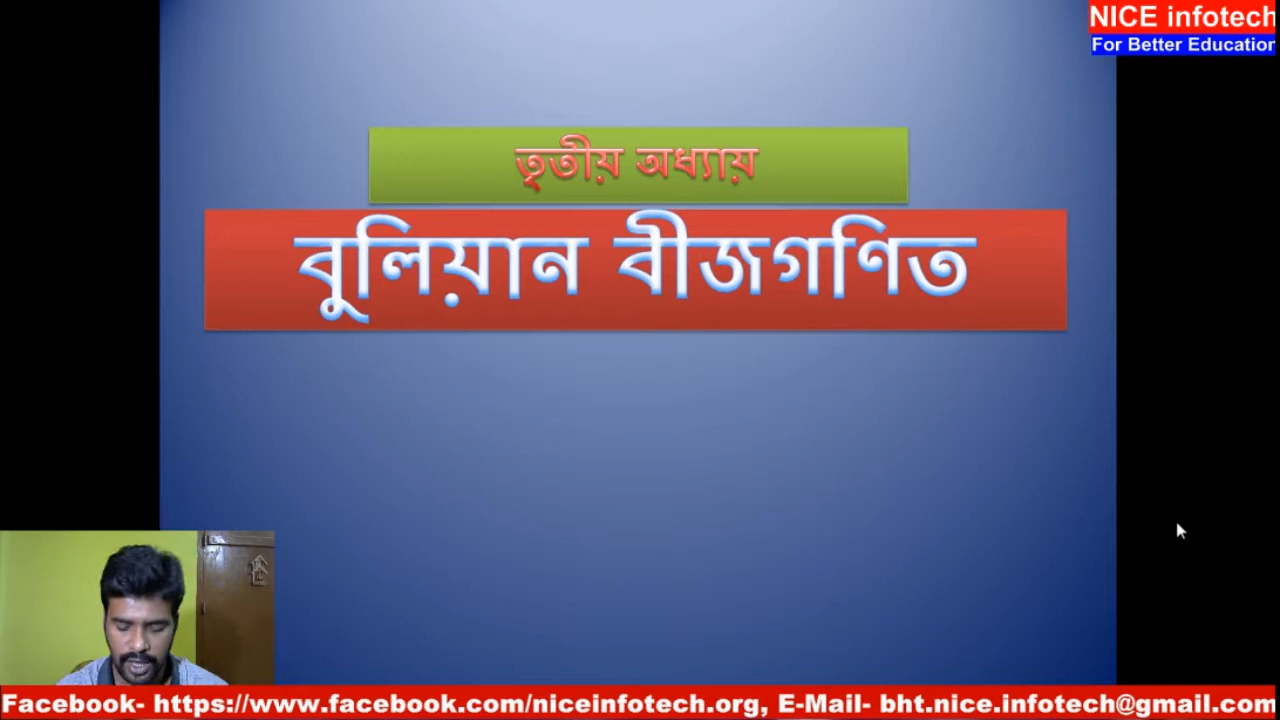 NICE infotech
For Better Education
তৃতীয় অধ্যায়
বুলিয়ান বীজগণিত
Facebook- https://www.facebook.com/niceinfotech.org, E-Mail- bht.nice.infotech@gmail.com